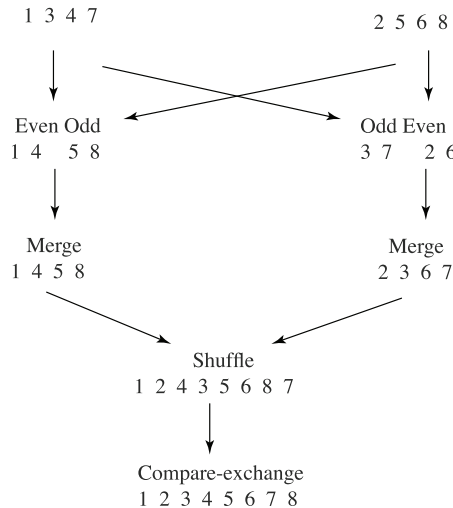 1 3 4 7
2 5 6 8
Even Odd
1 4 5 8
Odd Even
3 7 2 6
Merge
1 4 5 8
Merge
2 3 6 7
Shuffle
1 2 4 3 5 6 8 7
Compare-exchange
1 2 3 4 5 6 7 8